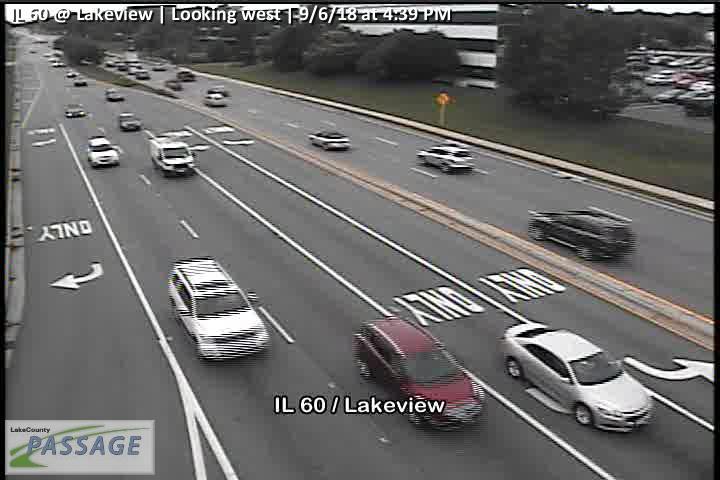 IL 60 @ Lakeview | Looking west | 9/6/18 at 4:39 PM
ONLY
ONLY
ONLY
IL 60 / Lakeview
LakeCounty
PASSAGE